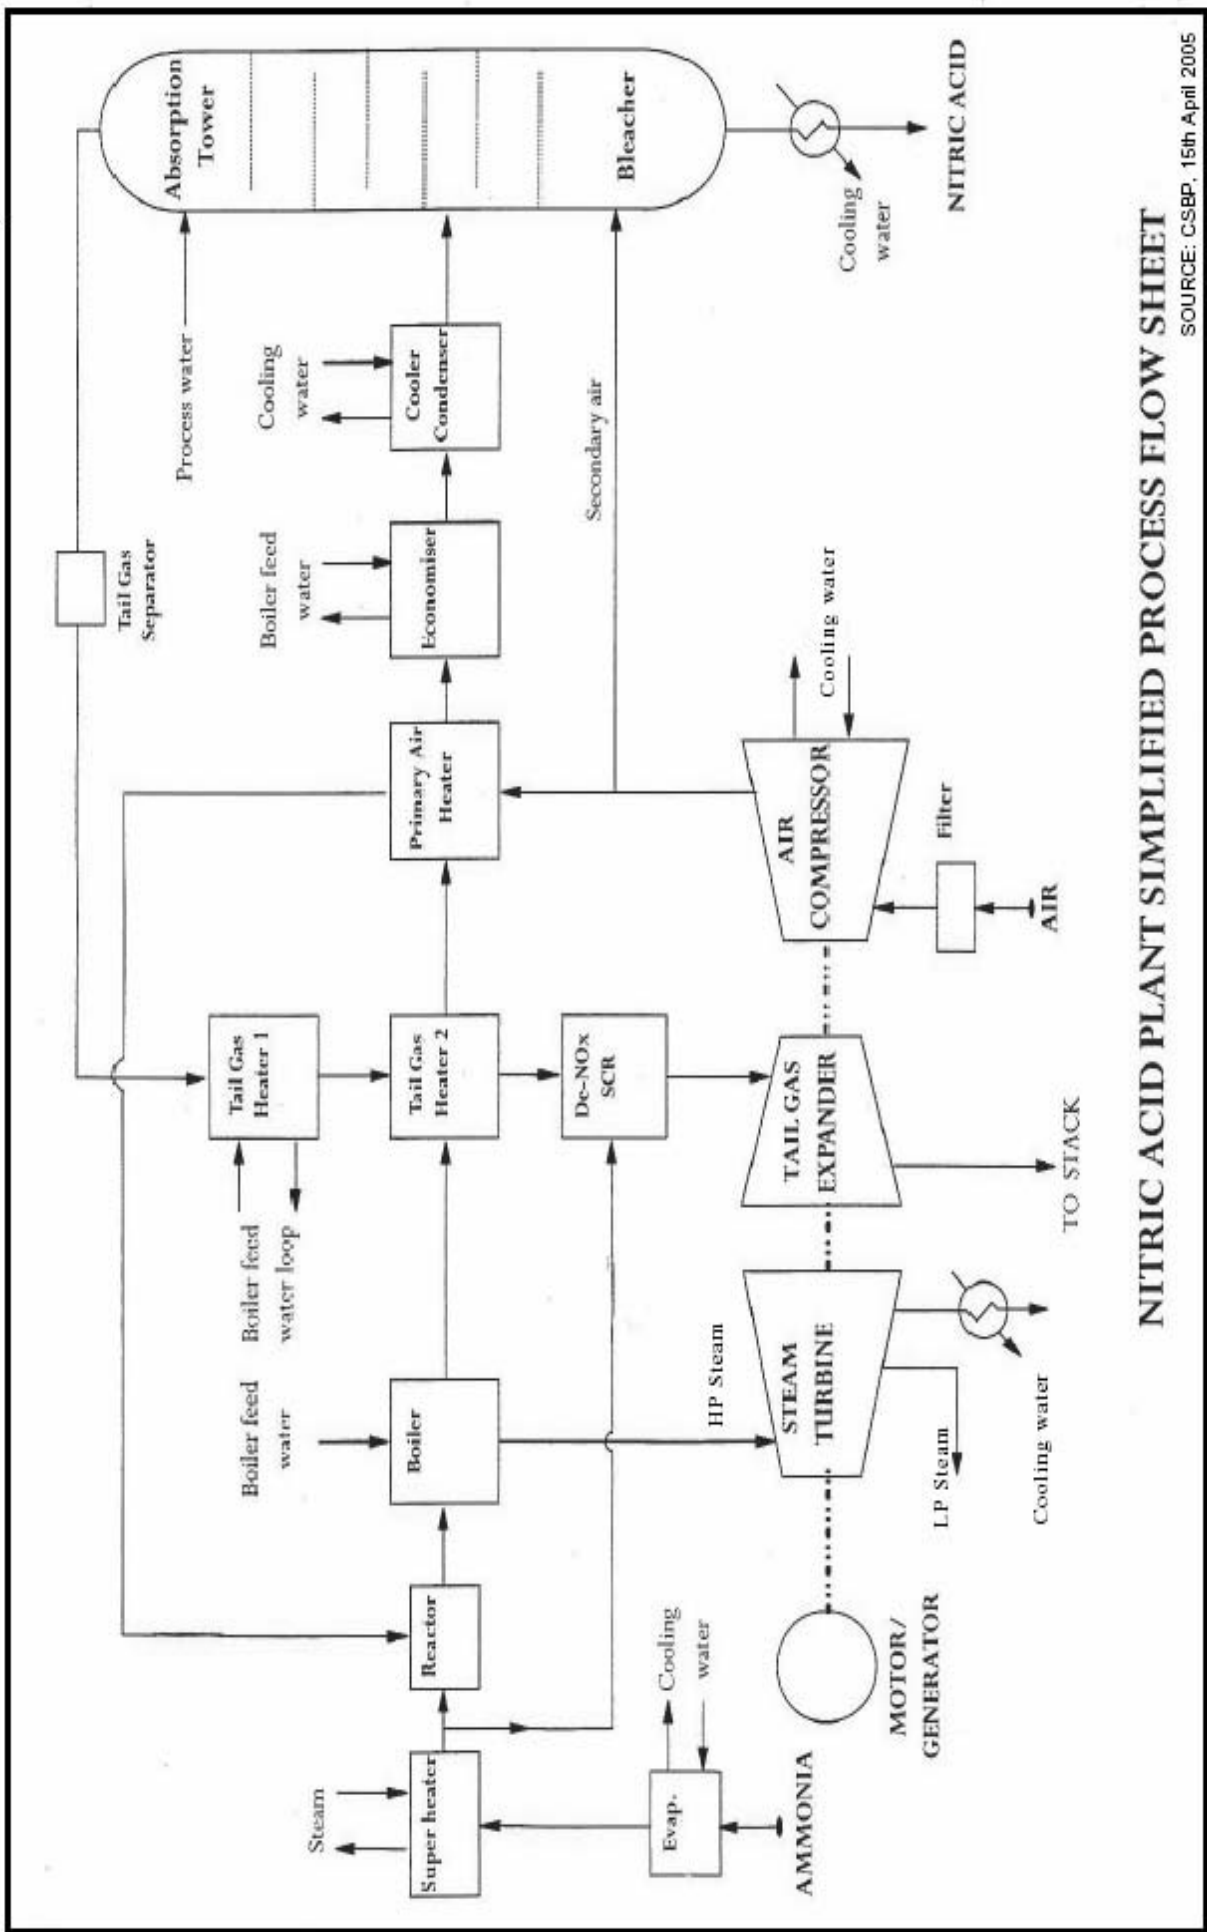 Absorption
Tower
Bleacher
Process water
Tail Gas
Separator
Cooling
water
Cooler
Condenser
Boiler feed
water
Economiser
Primary Air
Heater
Secondary air
Tail Gas
Heater 1
Tail Gas
Heater 2
De-NOx
SCR
Boiler feed
water loop
Boiler feed
water
Boiler
Reactor
Steam
Super heater
Evap.
Cooling
water
AMMONIA
HP Steam
MOTOR/
GENERATOR
STEAM
TURBINE
LP Steam
Cooling water
TAIL GAS
EXPANDER
TO STACK
AIR
COMPRESSOR
Cooling water
Filter
AIR
Cooling
water
NITRIC ACID
NITRIC ACID PLANT SIMPLIFIED PROCESS FLOW SHEET
SOURCE: CSBP, 15th April 2005